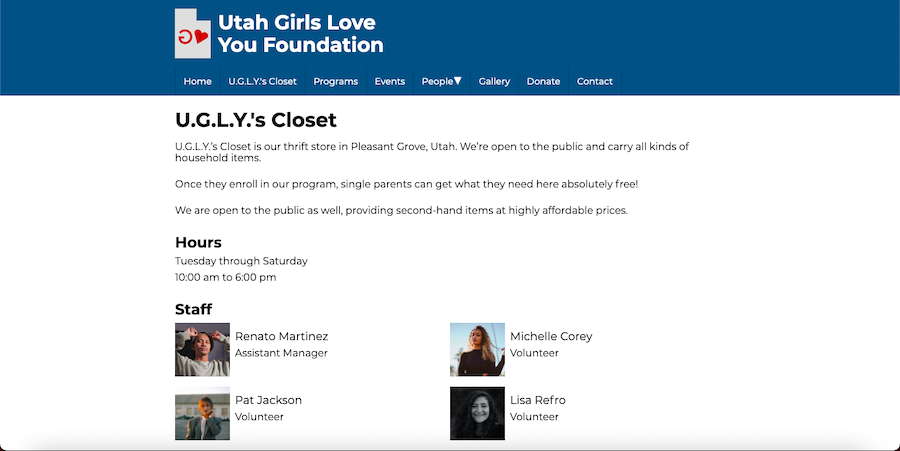 Utah Girls Love
You Foundation
G
Home U.G.L.Y.'s Closet Programs Events People▼ Gallery Donate Contact
U.G.L.Y.'s Closet
U.G.L.Y.’s Closet is our thrift store in Pleasant Grove, Utah. We’re open to the public and carry all kinds of
household items.
Once they enroll in our program, single parents can get what they need here absolutely free!
We are open to the public as well, providing second-hand items at highly affordable prices.
Hours
Tuesday through Saturday
10:00 am to 6:00 pm
Staff
Renato Martinez
Assistant Manager
Michelle Corey
Volunteer
Pat Jackson
Volunteer
Lisa Refro
Volunteer